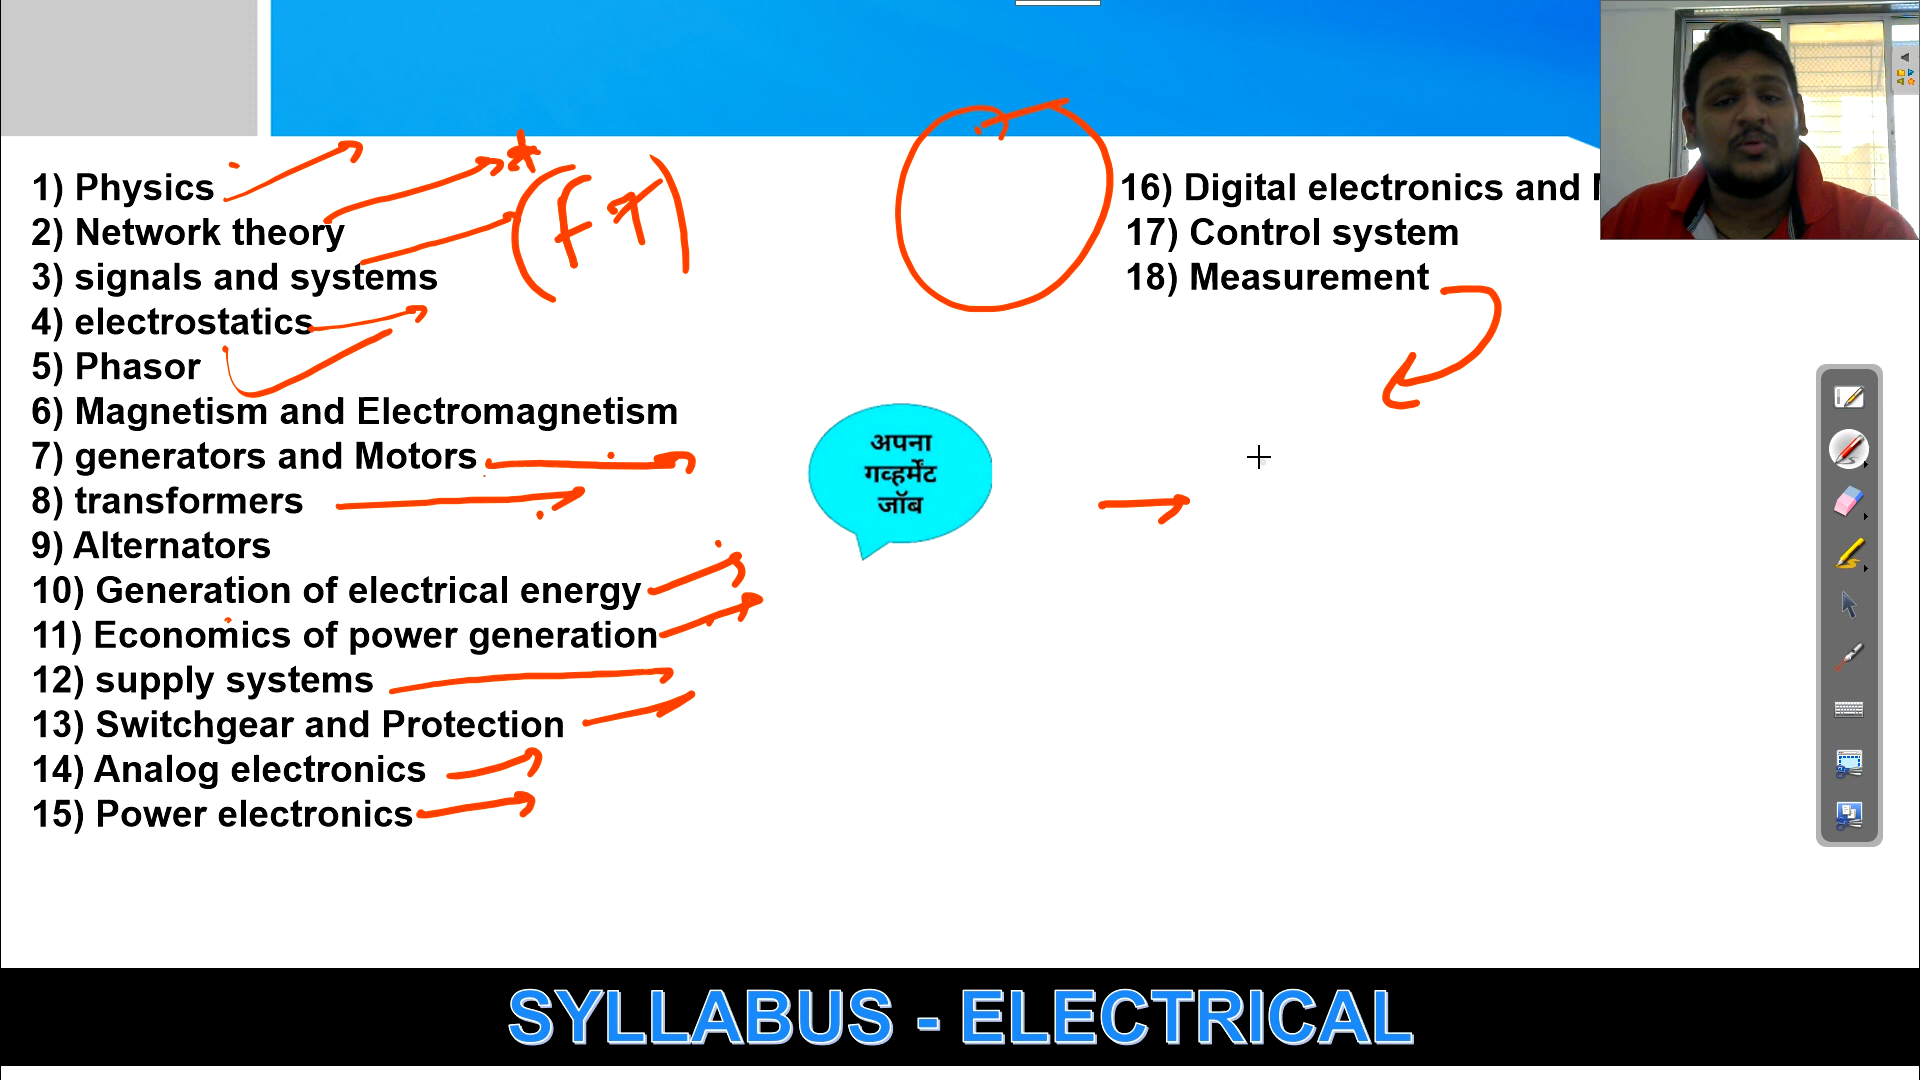 1) Physics
2) Network theory
3) signals and systems
4) electrostatics
5) Phasor
6) Magnetism and Electromagnetism
7) generators and Motors
8) transformers
9) Alternators
10) Generation of electrical energy
11) Economics of power generation
12) supply systems
13) Switchgear and Protection
14) Analog electronics
15) Power electronics
(FT)
अपना
गव्हर्मेंट
जॉब
16) Digital electronics and
17) Control system
18) Measurement
SYLLABUS - ELECTRICAL